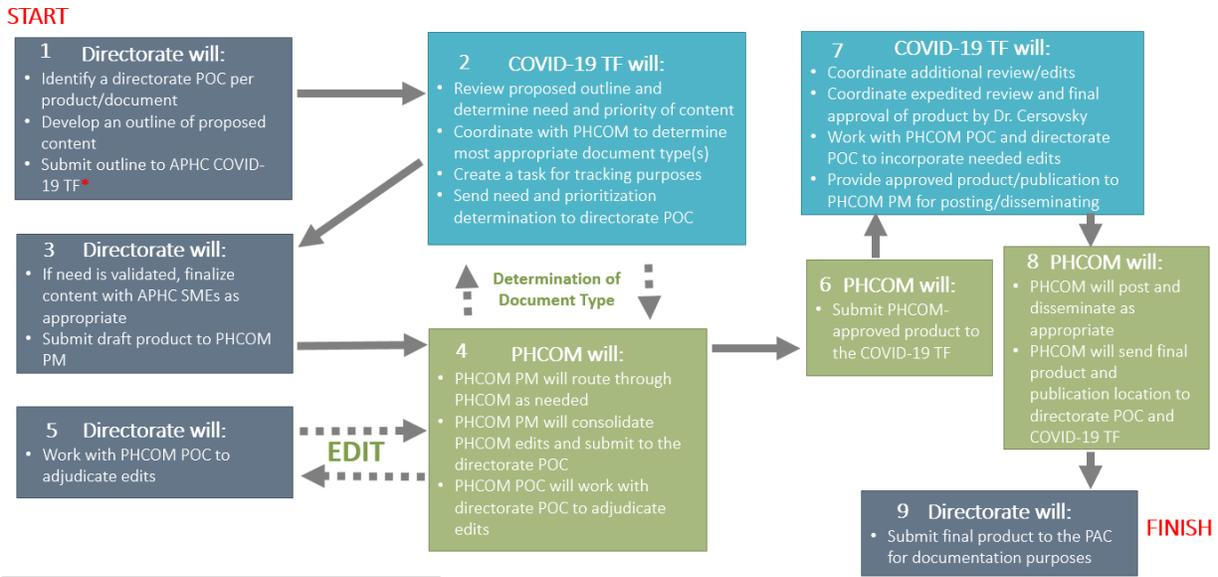 START
1 Directorate will:
• Identify a directorate POC per
product/document
• Develop an outline of proposed
content
• Submit outline to APHC COVID-
19 TF*
2 COVID-19 TF will:
• Review proposed outline and
determine need and priority of content
• Coordinate with PHCOM to determine
most appropriate document type(s)
• Create a task for tracking purposes
• Send need and prioritization
determination to directorate POC
3 Directorate will:
• If need is validated, finalize
content with APHC SMEs as
appropriate
• Submit draft product to PHCOM
PM
Determination of
Document Type
4 PHCOM will:
• PHCOM PM will route through
PHCOM as needed
• PHCOM PM will consolidate
PHCOM edits and submit to the
directorate POC
• PHCOM POC will work with
directorate POC to adjudicate
edits
5 Directorate will:
• Work with PHCOM POC to
adjudicate edits
EDIT
6 PHCOM will:
• Submit PHCOM-
approved product to
the COVID-19 TF
7 COVID-19 TF will:
• Coordinate additional review/edits
• Coordinate expedited review and final
approval of product by Dr. Cersovsky
• Work with PHCOM POC and directorate
POC to incorporate needed edits
• Provide approved product/publication to
PHCOM PM for posting/disseminating
8 PHCOM will:
• PHCOM will post and
disseminate as
appropriate
• PHCOM will send final
product and
publication location to
directorate POC and
COVID-19 TF
9 Directorate will:
• Submit final product to the PAC
for documentation purposes
FINISH